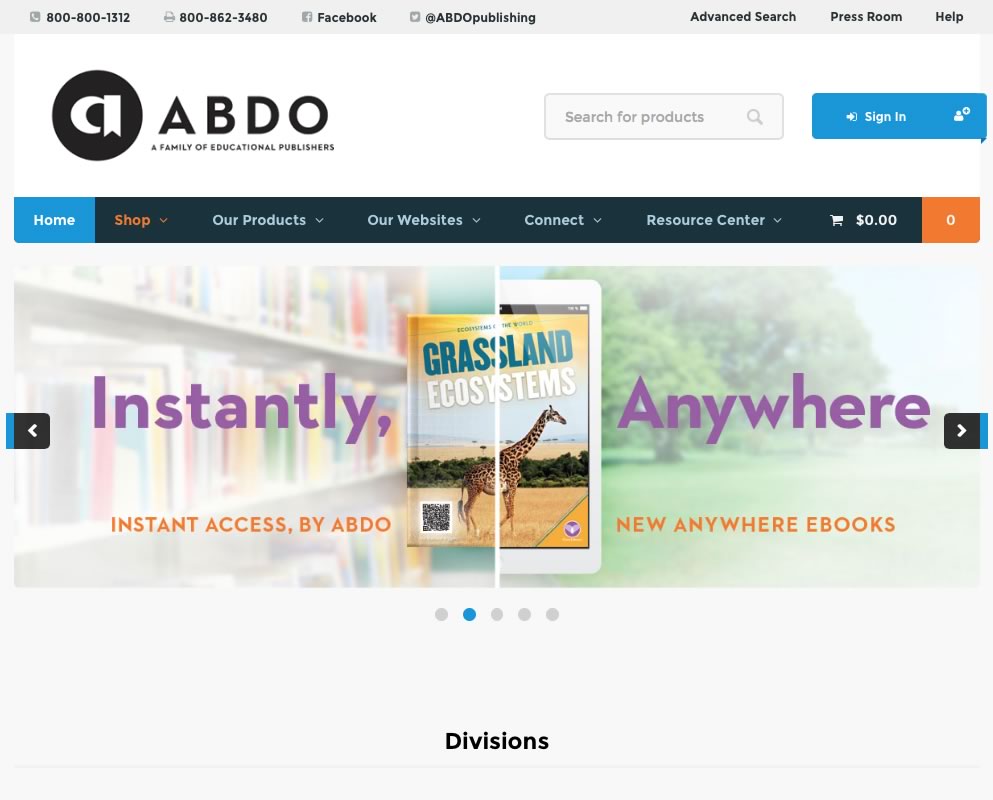 800-800-1312 800-862-3480 Facebook @ABDOpublishing Advanced Search Press Room Help
ABDO
A FAMILY OF EDUCATIONAL PUBLISHERS
Search for products
Sign In
Home Shop Our Products Our Websites Connect Resource Center $0.00 0
ECOSYSTEMS OF THE WORLD
GRASSLAND
ECOSYSTEMS
Instantly, Anywhere
INSTANT ACCESS, BY ABDO NEW ANYWHERE EBOOKS
Divisions